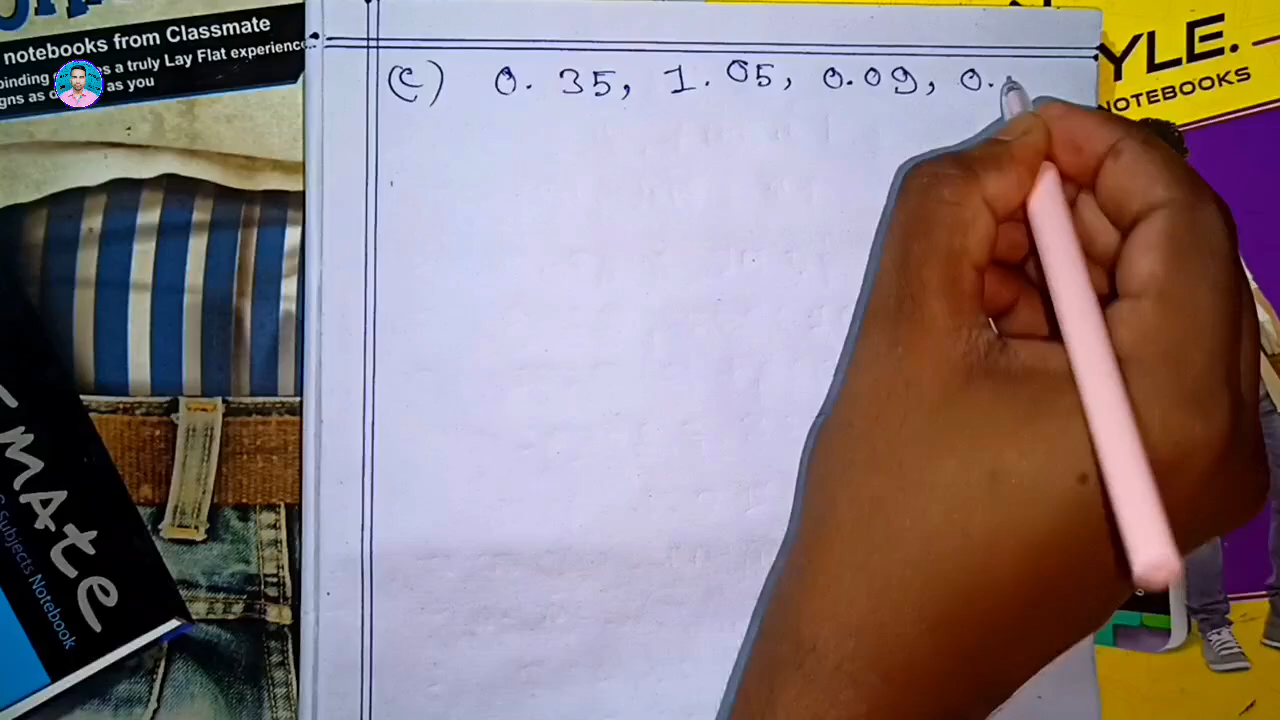 notebooks from Classmate
binding
s a truly Lay Flat experience
gns as
as you
(c) 0.35, 1.05, 0.09, 0.
YLE.
NOTEBOOKS
mate
Subjects Notebook